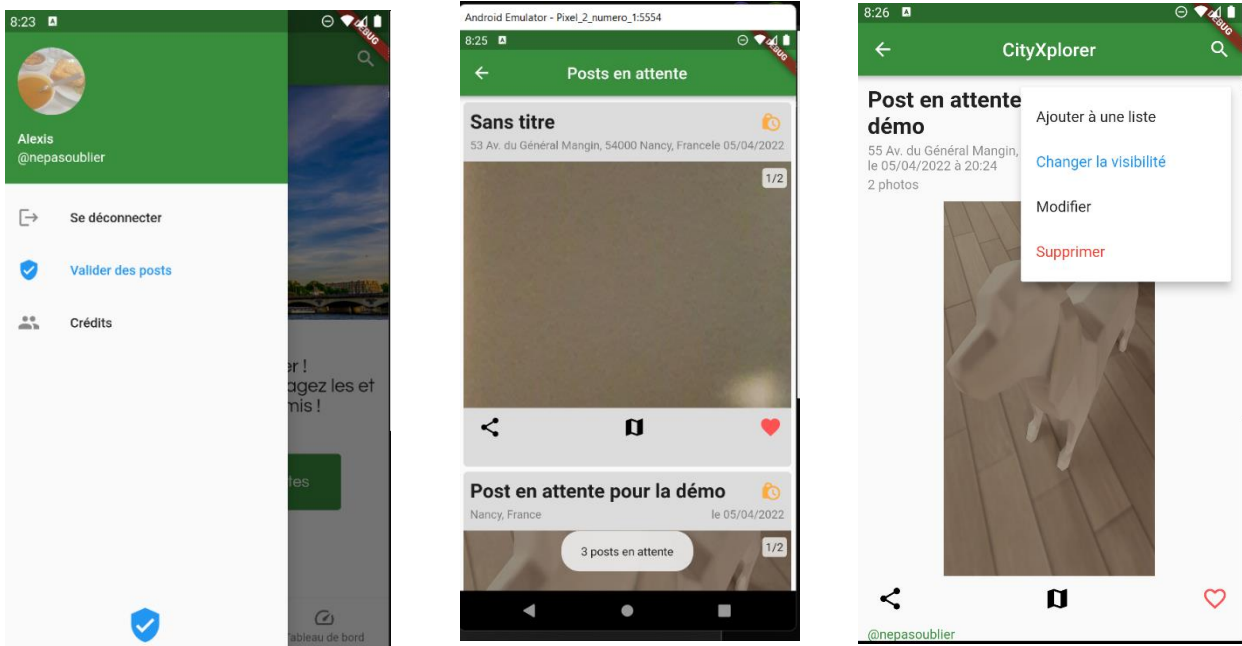 8:23
DEBUG
Alexis
@nepasoublier
Se déconnecter
Valider des posts
Crédits
er !
agez les et
mis !
tes
Tableau de bord
Android Emulator - Pixel_2_numero_1:5554
8:25
DEBUG
Posts en attente
Sans titre
53 Av. du Général Mangin, 54000 Nancy, Francele 05/04/2022
1/2
Post en attente pour la démo
Nancy, France
le 05/04/2022
1/2
3 posts en attente
8:26
DEBUG
CityXplorer
Post en attente
démo
55 Av. du Général Mangin,
le 05/04/2022 à 20:24
2 photos
Ajouter à une liste
Changer la visibilité
Modifier
Supprimer
@nepasoublier